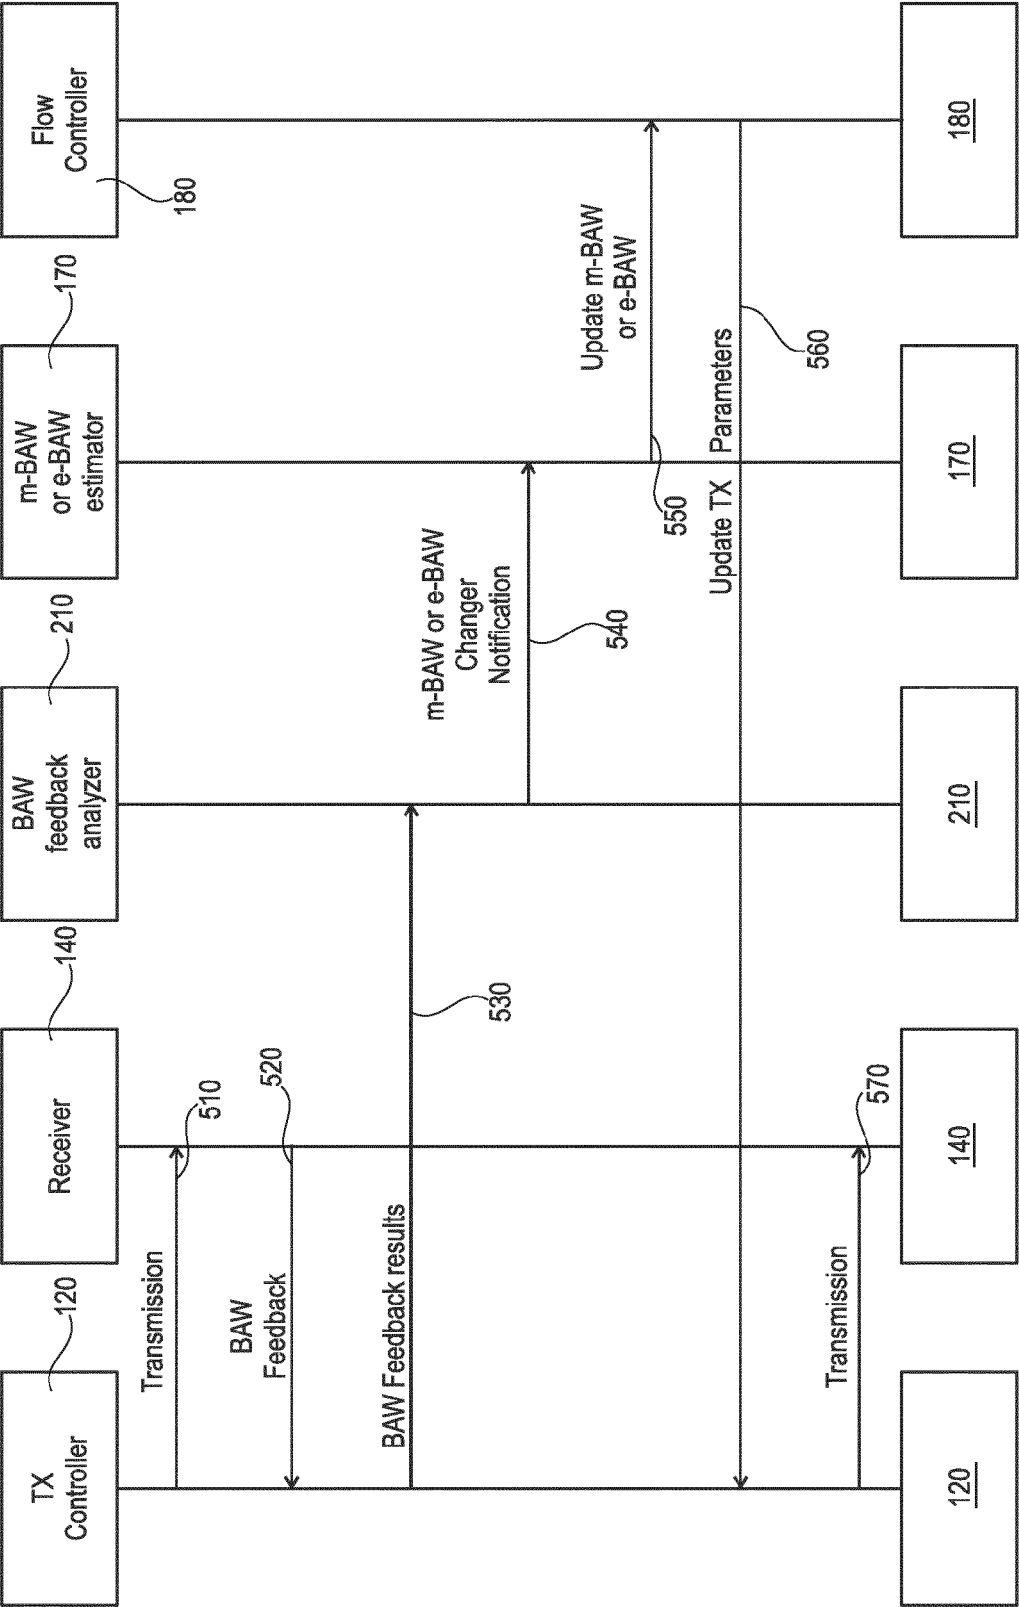 TX
Controller
120
Receiver
140
BAW
feedback
analyzer
210
m-BAW
or e-BAW
estimator
170
Flow
Controller
180
Transmission
510
BAW
Feedback
520
BAW Feedback results
530
m-BAW or e-BAW
Changer
Notification
540
Update m-BAW
or e-BAW
550
Update TX Parameters
560
Transmission
570
120
140
210
170
180